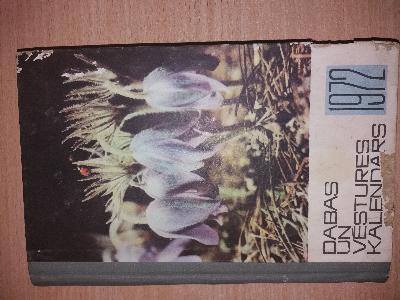 DABAS
UN
VĒSTURES
KALENDĀRS
1972